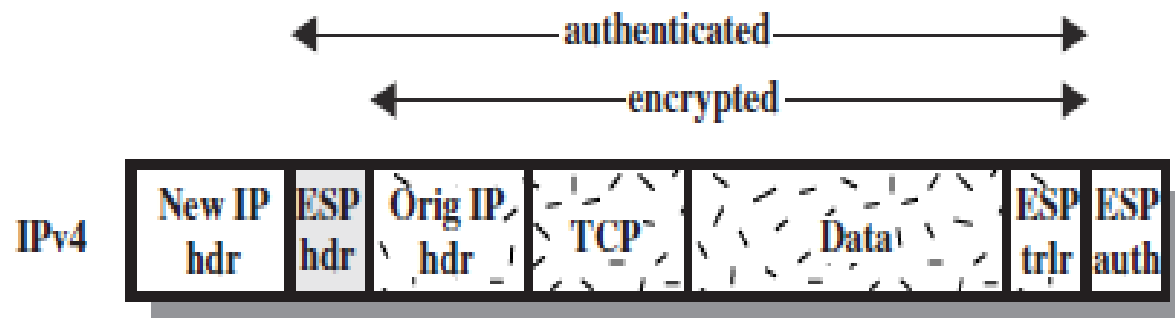 authenticated
encrypted
IPv4
New IP
hdr
ESP
hdr
Orig IP
hdr
TCP
Data
ESP
trlr
ESP
auth